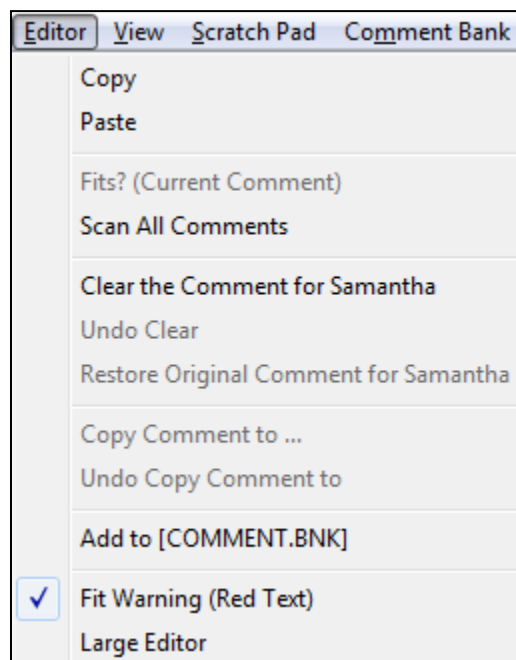 Editor View Scratch Pad Comment Bank
Copy
Paste
Fits? (Current Comment)
Scan All Comments
Clear the Comment for Samantha
Undo Clear
Restore Original Comment for Samantha
Copy Comment to ...
Undo Copy Comment to
Add to [COMMENT.BNK]
Fit Warning (Red Text)
Large Editor